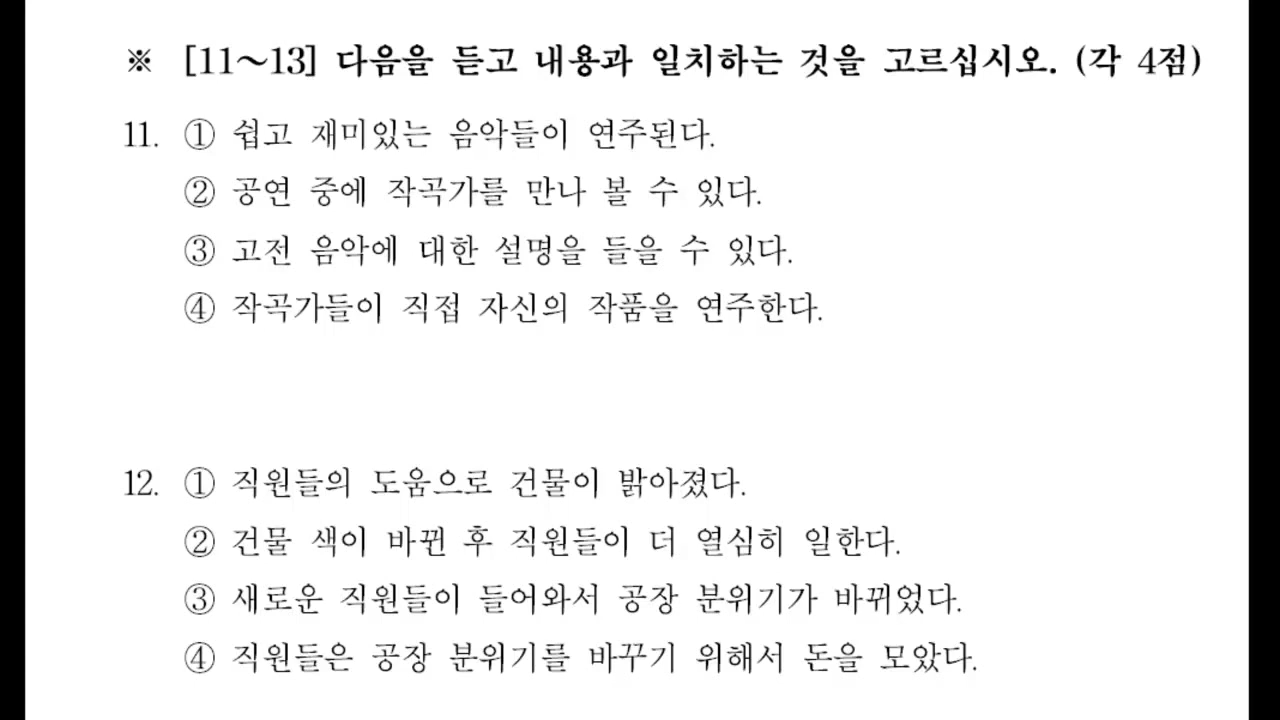 ※ [11~13] 다음을 듣고 내용과 일치하는 것을 고르십시오. (각 4점)
11. ① 쉽고 재미있는 음악들이 연주된다.
② 공연 중에 작곡가를 만나 볼 수 있다.
③ 고전 음악에 대한 설명을 들을 수 있다.
④ 작곡가들이 직접 자신의 작품을 연주한다.
12. ① 직원들의 도움으로 건물이 밝아졌다.
② 건물 색이 바뀐 후 직원들이 더 열심히 일한다.
③ 새로운 직원들이 들어와서 공장 분위기가 바뀌었다.
④ 직원들은 공장 분위기를 바꾸기 위해서 돈을 모았다.